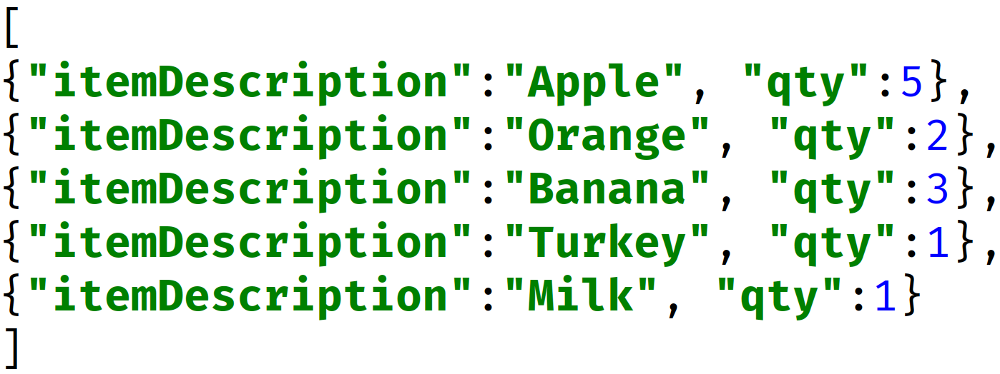 [
{"itemDescription":"Apple", "qty":5},
{"itemDescription":"Orange", "qty":2},
{"itemDescription":"Banana", "qty":3},
{"itemDescription":"Turkey", "qty":1},
{"itemDescription":"Milk", "qty":1}
]